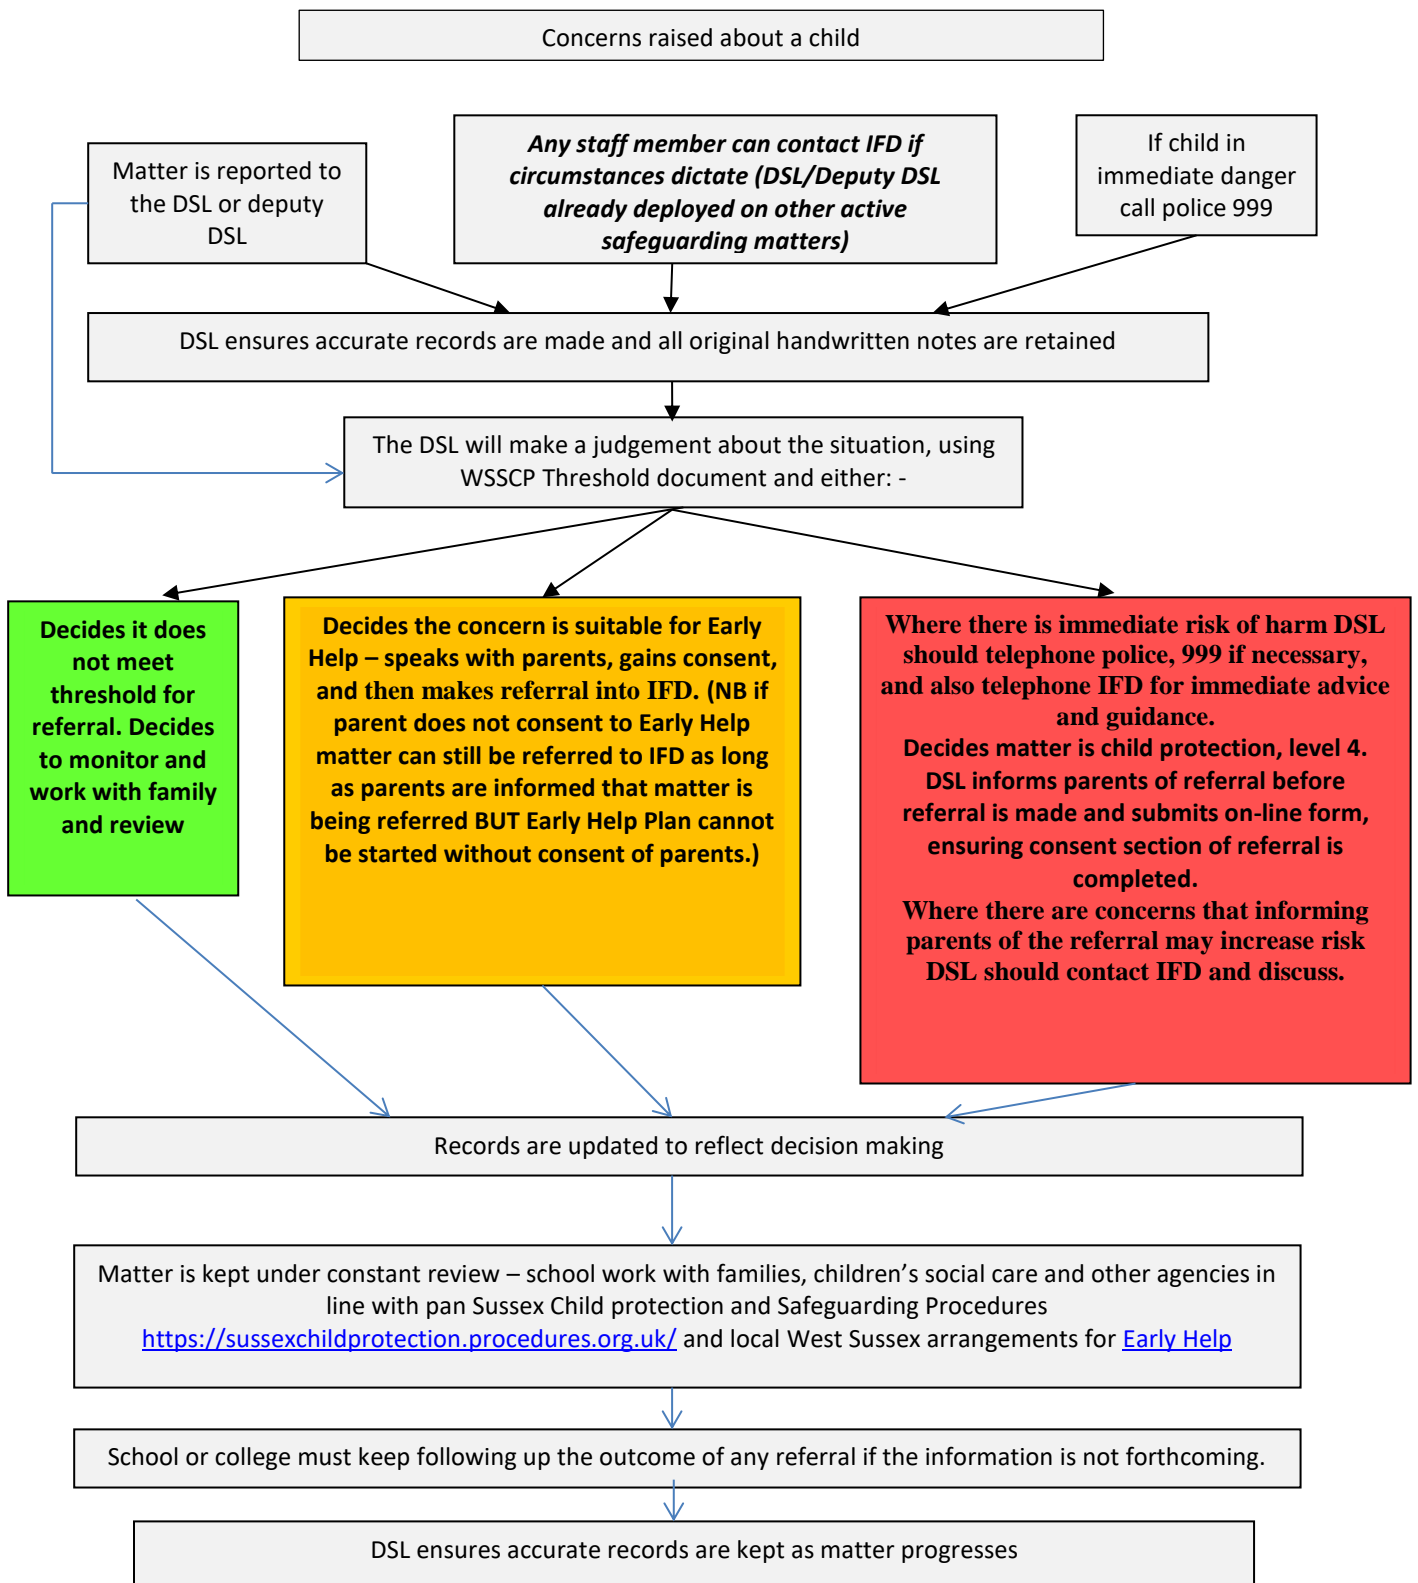 Concerns raised about a child
Matter is reported to
the DSL or deputy
DSL
Any staff member can contact IFD if
circumstances dictate (DSL/Deputy DSL
already deployed on other active
safeguarding matters)
If child in
immediate danger
call police 999
DSL ensures accurate records are made and all original handwritten notes are retained
The DSL will make a judgement about the situation, using
WSSCP Threshold document and either: -
Decides it does
not meet
threshold for
referral. Decides
to monitor and
work with family
and review
Decides the concern is suitable for Early
Help – speaks with parents, gains consent,
and then makes referral into IFD. (NB if
parent does not consent to Early Help
matter can still be referred to IFD as long
as parents are informed that matter is
being referred BUT Early Help Plan cannot
be started without consent of parents.)
Where there is immediate risk of harm DSL
should telephone police, 999 if necessary,
and also telephone IFD for immediate advice
and guidance.
Decides matter is child protection, level 4.
DSL informs parents of referral before
referral is made and submits on-line form,
ensuring consent section of referral is
completed.
Where there are concerns that informing
parents of the referral may increase risk
DSL should contact IFD and discuss.
Records are updated to reflect decision making
Matter is kept under constant review – school work with families, children’s social care and other agencies in
line with pan Sussex Child protection and Safeguarding Procedures
https://sussexchildprotection.procedures.org.uk/ and local West Sussex arrangements for Early Help
School or college must keep following up the outcome of any referral if the information is not forthcoming.
DSL ensures accurate records are kept as matter progresses